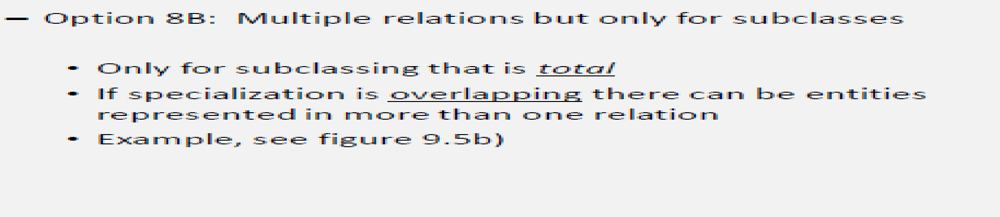 — Option 8B: Multiple relations but only for subclasses
• Only for subclassing that is total
• If specialization is overlapping there can be entities
represented in more than one relation
• Example, see figure 9.5b)